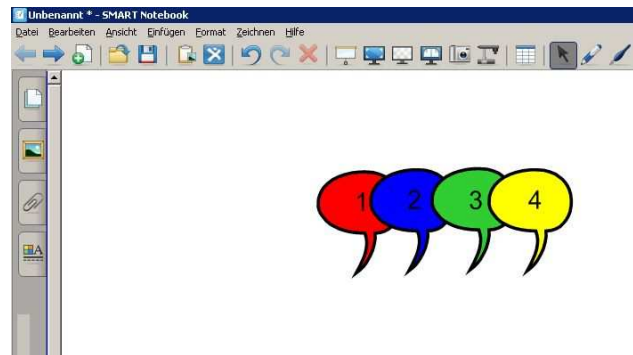 Unbenannt * - SMART Notebook
Datei Bearbeiten Ansicht Einfügen Format Zeichnen Hilfe
1 2 3 4